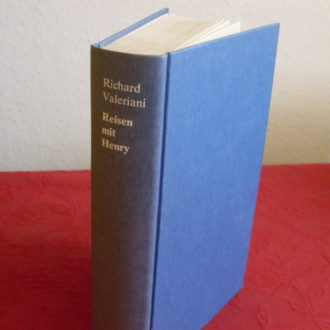 Richard
Valeriani
Reisen
mit
Henry